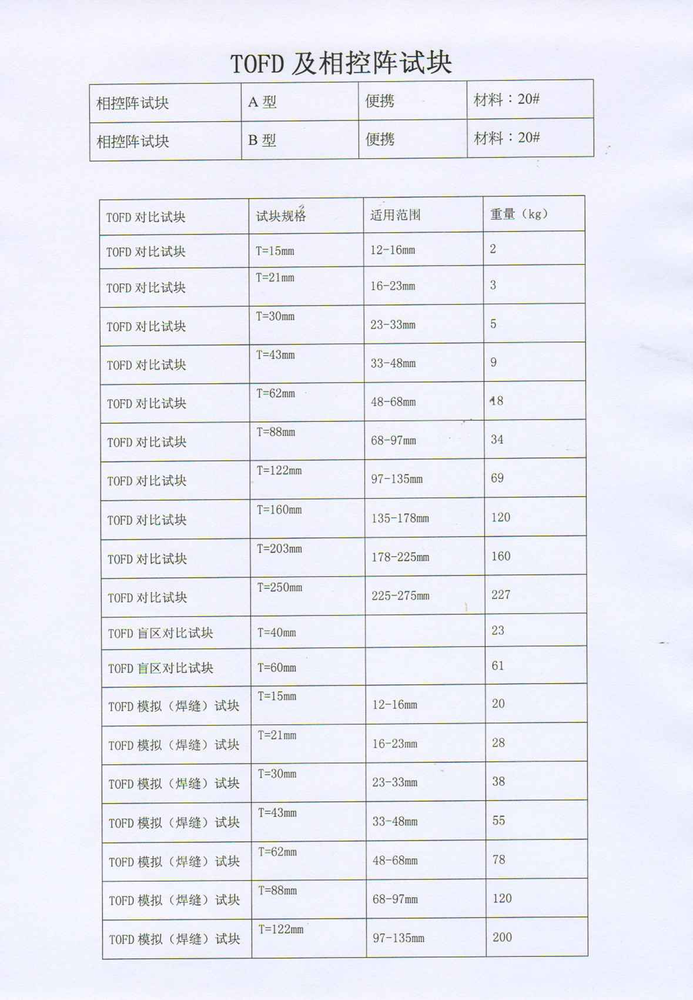 TOFD 及相控阵试块
相控阵试块 A 型 便携 材料：20#
相控阵试块 B 型 便携 材料：20#
TOFD 对比试块 试块规格 适用范围 重量（kg）
TOFD 对比试块 T=15mm 12-16mm 2
TOFD 对比试块 T=21mm 16-23mm 3
TOFD 对比试块 T=30mm 23-33mm 5
TOFD 对比试块 T=43mm 33-48mm 9
TOFD 对比试块 T=62mm 48-68mm 18
TOFD 对比试块 T=88mm 68-97mm 34
TOFD 对比试块 T=122mm 97-135mm 69
TOFD 对比试块 T=160mm 135-178mm 120
TOFD 对比试块 T=203mm 178-225mm 160
TOFD 对比试块 T=250mm 225-275mm 227
TOFD 盲区对比试块 T=40mm 23
TOFD 盲区对比试块 T=60mm 61
TOFD 模拟（焊缝）试块 T=15mm 12-16mm 20
TOFD 模拟（焊缝）试块 T=21mm 16-23mm 28
TOFD 模拟（焊缝）试块 T=30mm 23-33mm 38
TOFD 模拟（焊缝）试块 T=43mm 33-48mm 55
TOFD 模拟（焊缝）试块 T=62mm 48-68mm 78
TOFD 模拟（焊缝）试块 T=88mm 68-97mm 120
TOFD 模拟（焊缝）试块 T=122mm 97-135mm 200